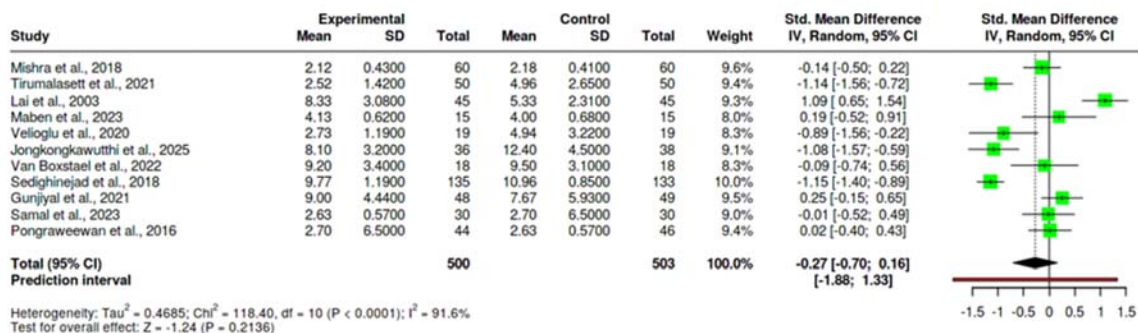 Experimental Control Std. Mean Difference Std. Mean Difference
Study Mean SD Total Mean SD Total Weight IV, Random, 95% CI IV, Random, 95% CI
Mishra et al., 2018 2.12 0.4300 60 2.18 0.4100 60 9.6% -0.14 [-0.50; 0.22]
Tirumalasett et al., 2021 2.52 1.4200 50 4.96 2.6500 50 9.4% -1.14 [-1.56; -0.72]
Lai et al., 2003 8.33 3.0800 45 5.33 2.3100 45 9.3% 1.09 [ 0.65; 1.54]
Maben et al., 2023 4.13 0.6200 15 4.00 0.6800 15 8.0% 0.19 [-0.52; 0.91]
Velioglu et al., 2020 2.73 1.1900 19 4.94 3.2200 19 8.2% -0.89 [-1.56; -0.22]
Jongkongkawutthi et al., 2025 8.10 3.2000 36 12.40 4.5000 38 9.1% -1.08 [-1.57; -0.59]
Van Boxstael et al., 2022 9.20 3.4000 18 9.50 3.1000 18 8.3% -0.09 [-0.74; 0.56]
Sedighinejad et al., 2018 9.77 1.1900 135 10.96 0.8500 133 10.0% -1.15 [-1.40; -0.89]
Gunjiyal et al., 2021 9.00 4.4400 48 7.67 5.9300 49 9.5% 0.25 [-0.15; 0.65]
Samal et al., 2023 2.63 0.5700 30 2.70 6.5000 30 9.0% -0.01 [-0.52; 0.49]
Pongraweewan et al., 2016 2.70 6.5000 44 2.63 0.5700 46 9.4% 0.02 [-0.40; 0.43]
Total (95% CI) 500 503 100.0% -0.27 [-0.70; 0.16]
Prediction interval [-1.88; 1.33]
Heterogeneity: Tau² = 0.4685; Chi² = 118.40, df = 10 (P < 0.0001); I² = 91.6%
Test for overall effect: Z = -1.24 (P = 0.2136)
-1.5 -1 -0.5 0 0.5 1 1.5